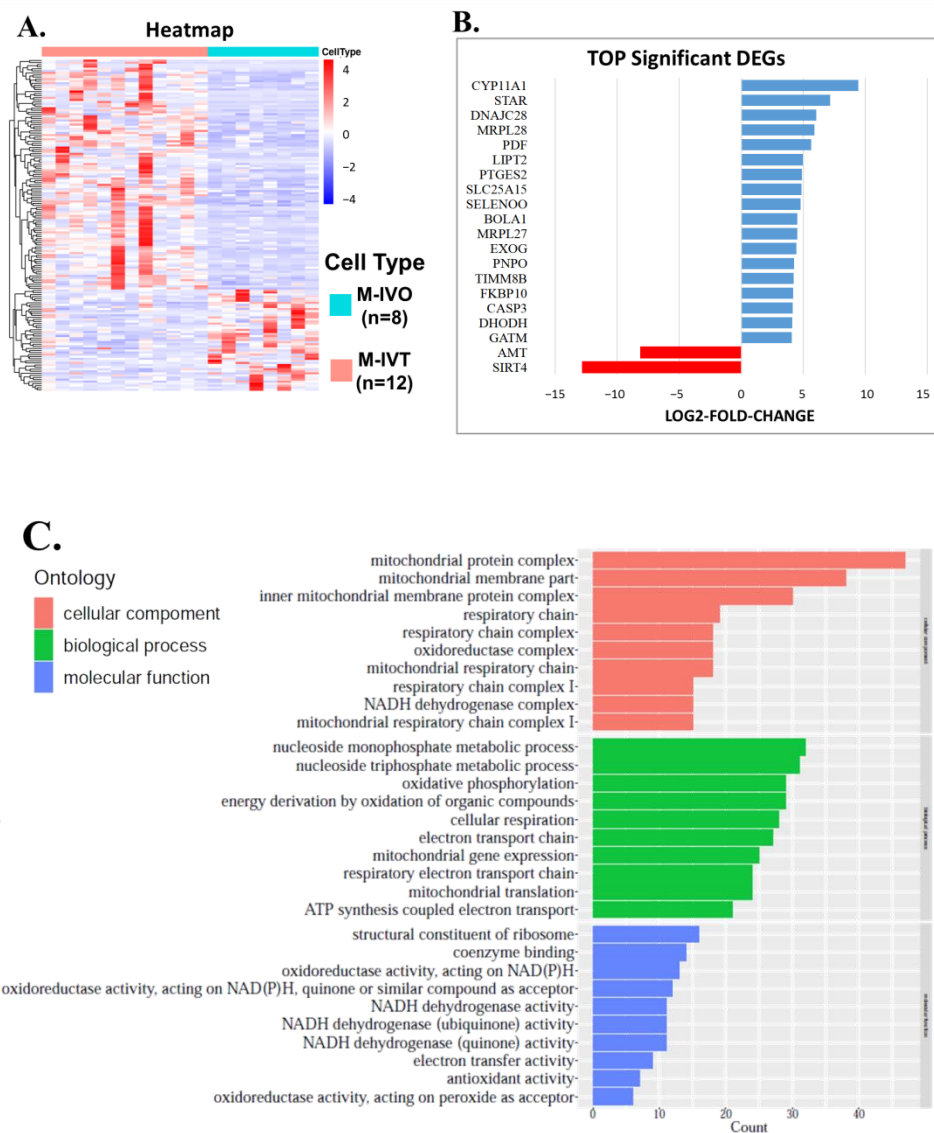 A.
Heatmap
CellType
4
2
0
−2
−4
Cell Type
M-IVO
(n=8)
M-IVT
(n=12)
B.
TOP Significant DEGs
CYP11A1
STAR
DNAJC28
MRPL28
PDF
LIPT2
PTGES2
SLC25A15
SELENOO
BOLA1
MRPL27
EXOG
PNPO
TIMM8B
FKBP10
CASP3
DHODH
GATM
AMT
SIRT4
−15 −10 −5 0 5 10 15
LOG2-FOLD-CHANGE
C.
Ontology
cellular compoment
biological process
molecular function
mitochondrial protein complex
mitochondrial membrane part
inner mitochondrial membrane protein complex
respiratory chain
respiratory chain complex
oxidoreductase complex
mitochondrial respiratory chain
respiratory chain complex I
NADH dehydrogenase complex
mitochondrial respiratory chain complex I
nucleoside monophosphate metabolic process
nucleoside triphosphate metabolic process
oxidative phosphorylation
energy derivation by oxidation of organic compounds
cellular respiration
electron transport chain
mitochondrial gene expression
respiratory electron transport chain
mitochondrial translation
ATP synthesis coupled electron transport
structural constituent of ribosome
coenzyme binding
oxidoreductase activity, acting on NAD(P)H
oxidoreductase activity, acting on NAD(P)H, quinone or similar compound as acceptor
NADH dehydrogenase activity
NADH dehydrogenase (ubiquinone) activity
NADH dehydrogenase (quinone) activity
electron transfer activity
antioxidant activity
oxidoreductase activity, acting on peroxide as acceptor
0 10 20 30 40
Count